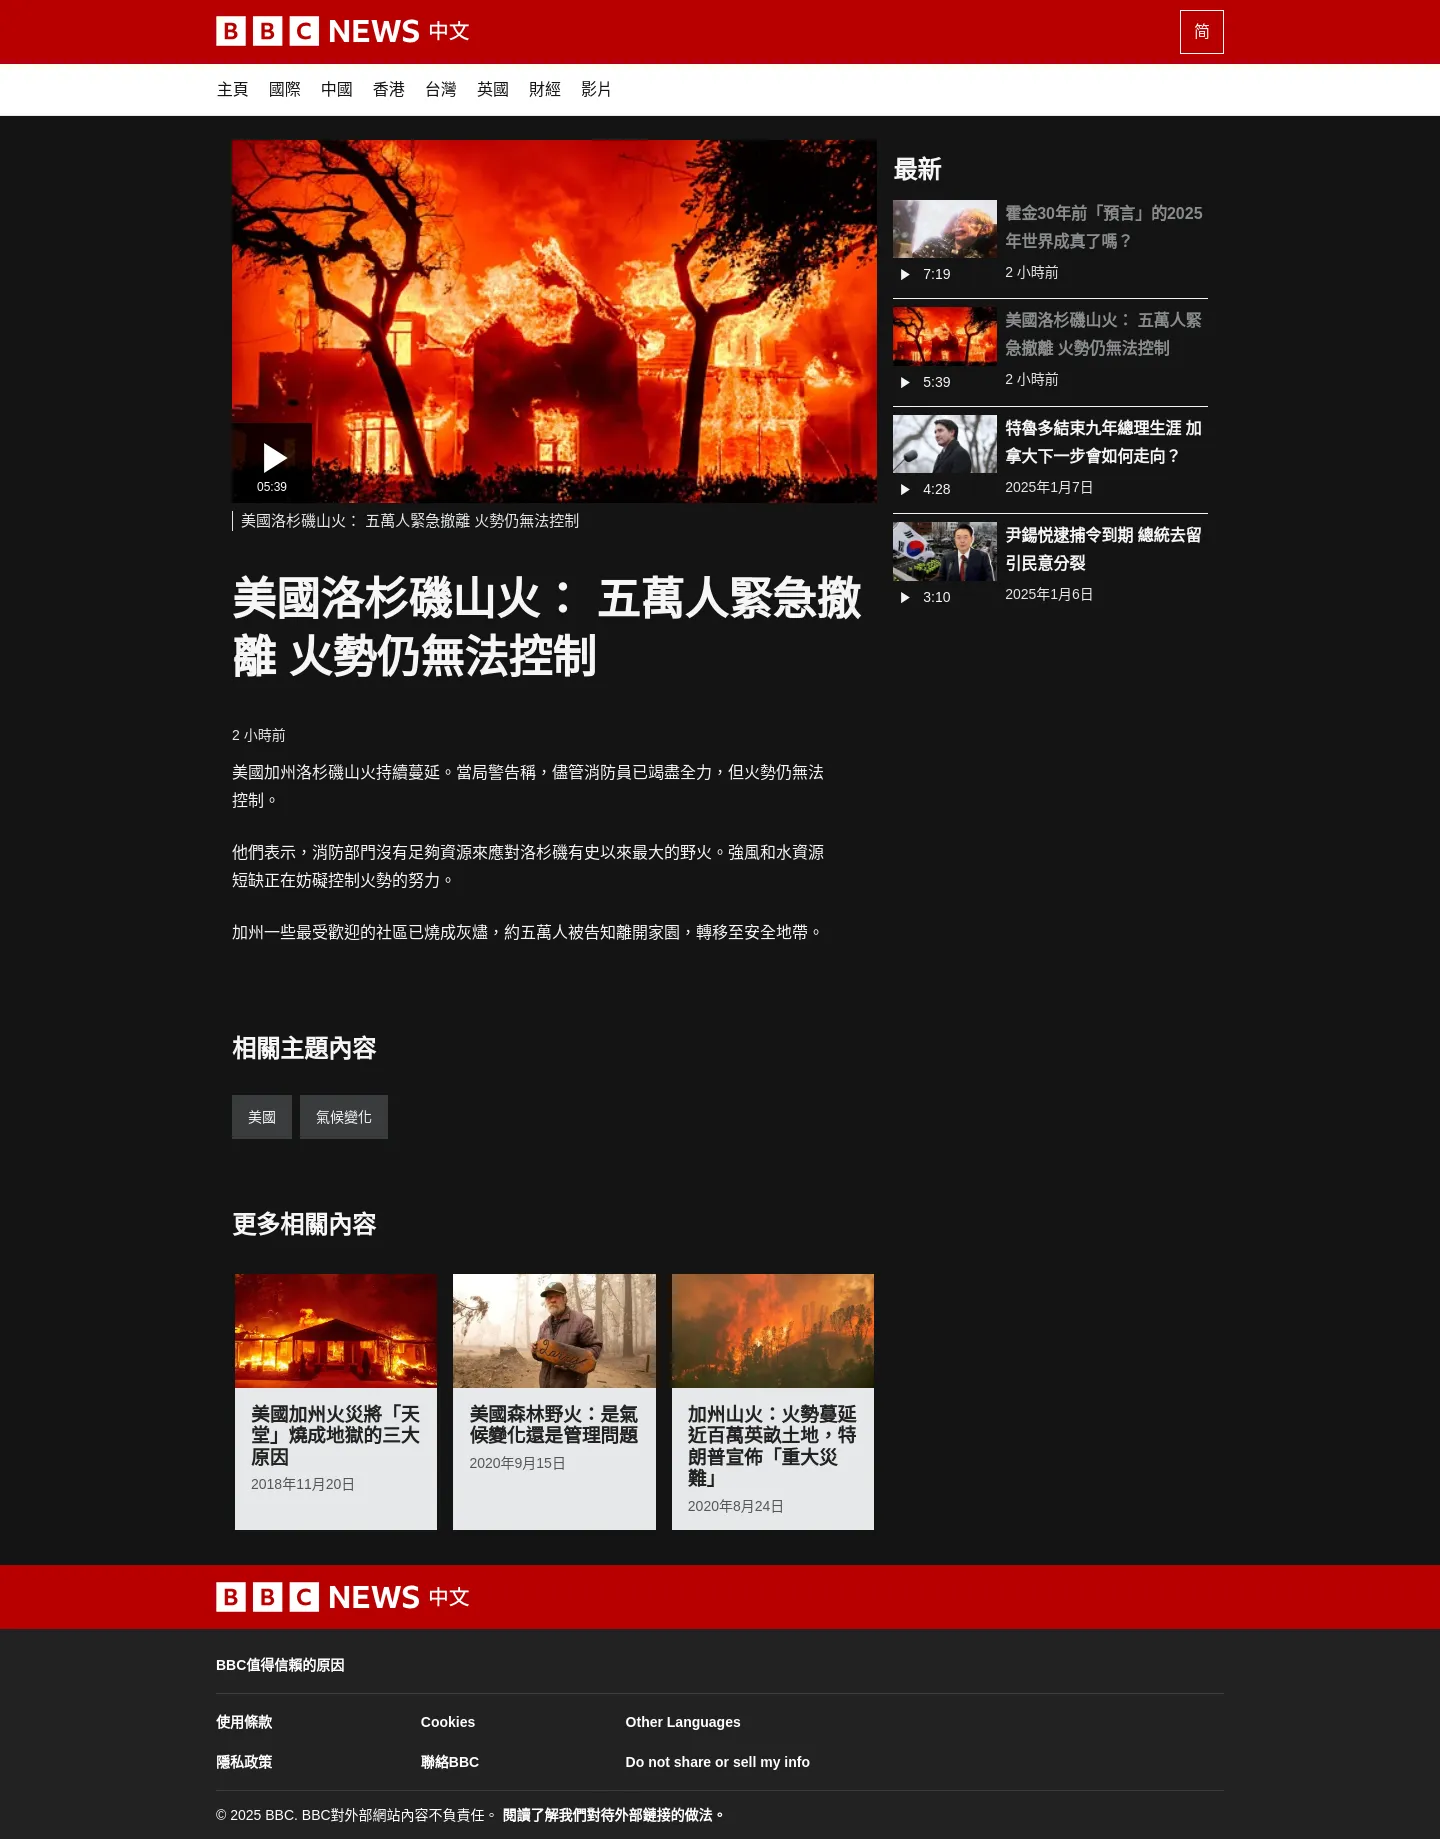 BBC NEWS 中文
简
主頁 國際 中國 香港 台灣 英國 財經 影片
05:39
美國洛杉磯山火： 五萬人緊急撤離 火勢仍無法控制
美國洛杉磯山火： 五萬人緊急撤
離 火勢仍無法控制
2 小時前
美國加州洛杉磯山火持續蔓延。當局警告稱，儘管消防員已竭盡全力，但火勢仍無法
控制。
他們表示，消防部門沒有足夠資源來應對洛杉磯有史以來最大的野火。強風和水資源
短缺正在妨礙控制火勢的努力。
加州一些最受歡迎的社區已燒成灰燼，約五萬人被告知離開家園，轉移至安全地帶。
最新
霍金30年前「預言」的2025
年世界成真了嗎？
7:19
2 小時前
美國洛杉磯山火： 五萬人緊
急撤離 火勢仍無法控制
5:39
2 小時前
特魯多結束九年總理生涯 加
拿大下一步會如何走向？
4:28
2025年1月7日
尹錫悅逮捕令到期 總統去留
引民意分裂
3:10
2025年1月6日
相關主題內容
美國
氣候變化
更多相關內容
美國加州火災將「天
堂」燒成地獄的三大
原因
2018年11月20日
美國森林野火：是氣
候變化還是管理問題
2020年9月15日
加州山火：火勢蔓延
近百萬英畝土地，特
朗普宣佈「重大災
難」
2020年8月24日
BBC NEWS 中文
BBC值得信賴的原因
使用條款 Cookies Other Languages
隱私政策 聯絡BBC Do not share or sell my info
© 2025 BBC. BBC對外部網站內容不負責任。 閱讀了解我們對待外部鏈接的做法。